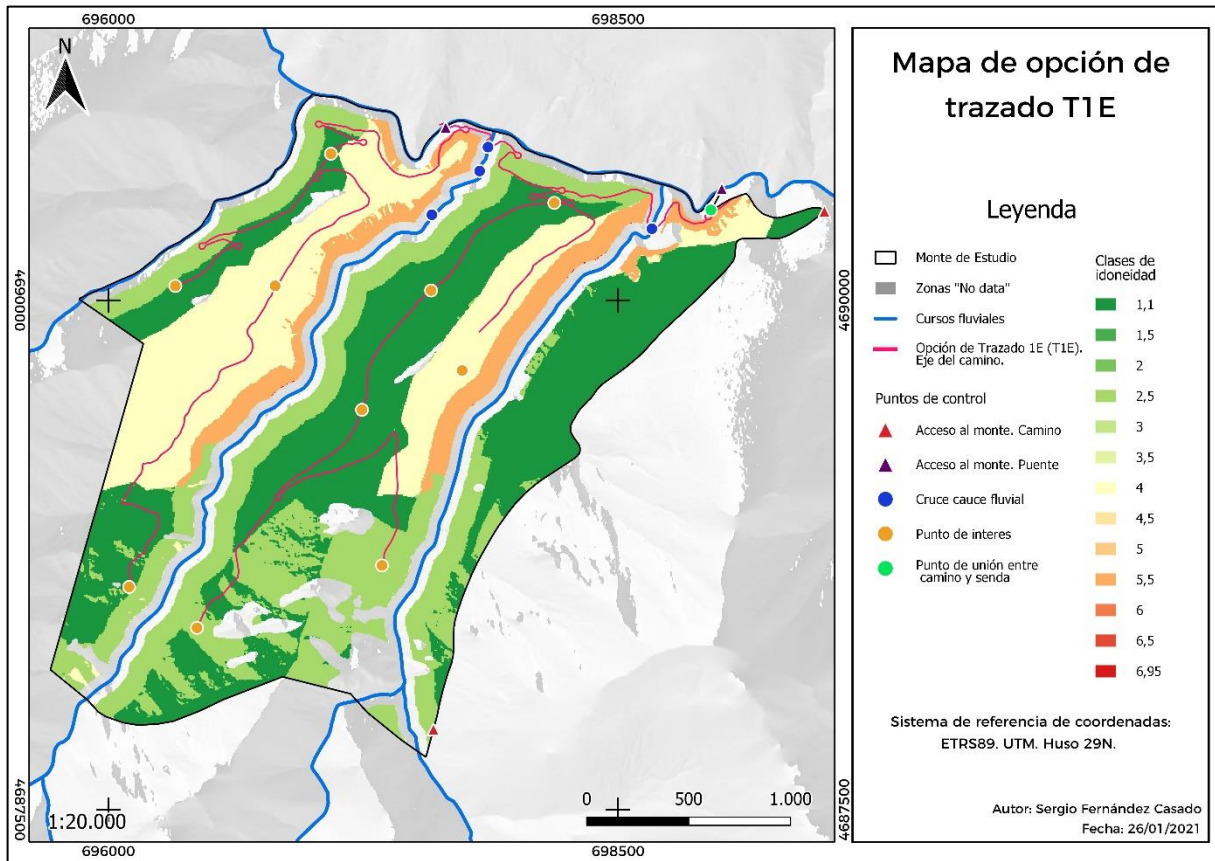 696000
698500
N
4690000
4690000
4687500
4687500
1:20.000
0
500
1.000
696000
698500
Mapa de opción de
trazado T1E
Leyenda
Monte de Estudio
Zonas "No data"
Cursos fluviales
Opción de Trazado 1E (T1E).
Eje del camino.
Puntos de control
Acceso al monte. Camino
Acceso al monte. Puente
Cruce cauce fluvial
Punto de interes
Punto de unión entre
camino y senda
Clases de
idoneidad
1,1
1,5
2
2,5
3
3,5
4
4,5
5
5,5
6
6,5
6,95
Sistema de referencia de coordenadas:
ETRS89. UTM. Huso 29N.
Autor: Sergio Fernández Casado
Fecha: 26/01/2021